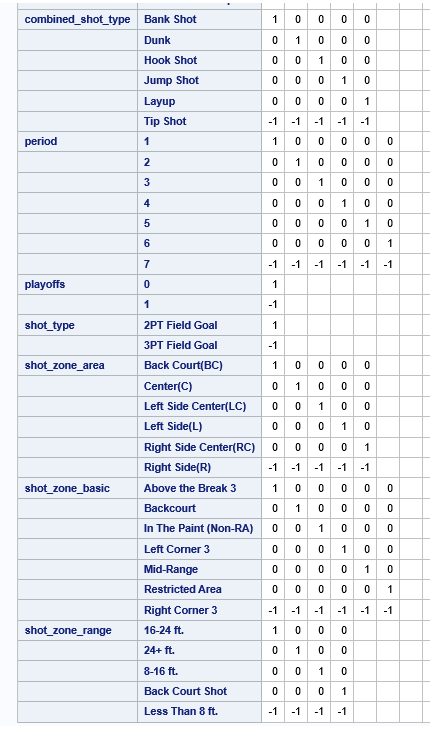 combined_shot_type Bank Shot 1 0 0 0 0
Dunk 0 1 0 0 0
Hook Shot 0 0 1 0 0
Jump Shot 0 0 0 1 0
Layup 0 0 0 0 1
Tip Shot -1 -1 -1 -1 -1
period 1 1 0 0 0 0 0
2 0 1 0 0 0 0
3 0 0 1 0 0 0
4 0 0 0 1 0 0
5 0 0 0 0 1 0
6 0 0 0 0 0 1
7 -1 -1 -1 -1 -1 -1
playoffs 0 1
1 -1
shot_type 2PT Field Goal 1
3PT Field Goal -1
shot_zone_area Back Court(BC) 1 0 0 0 0
Center(C) 0 1 0 0 0
Left Side Center(LC) 0 0 1 0 0
Left Side(L) 0 0 0 1 0
Right Side Center(RC) 0 0 0 0 1
Right Side(R) -1 -1 -1 -1 -1
shot_zone_basic Above the Break 3 1 0 0 0 0 0
Backcourt 0 1 0 0 0 0
In The Paint (Non-RA) 0 0 1 0 0 0
Left Corner 3 0 0 0 1 0 0
Mid-Range 0 0 0 0 1 0
Restricted Area 0 0 0 0 0 1
Right Corner 3 -1 -1 -1 -1 -1 -1
shot_zone_range 16-24 ft. 1 0 0 0
24+ ft. 0 1 0 0
8-16 ft. 0 0 1 0
Back Court Shot 0 0 0 1
Less Than 8 ft. -1 -1 -1 -1